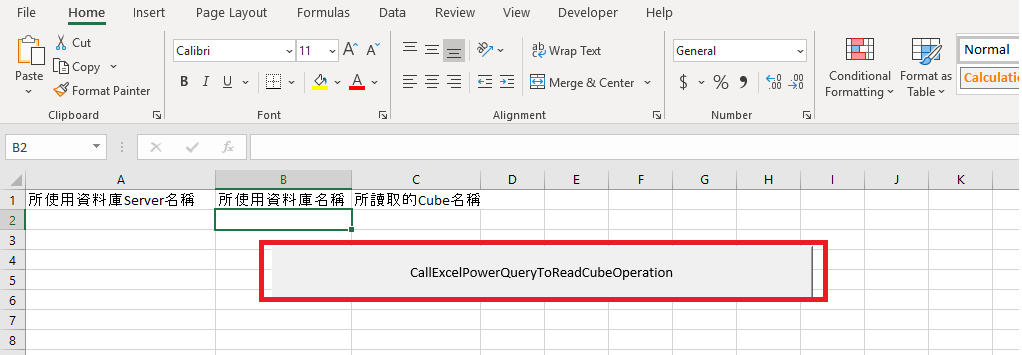 File Home Insert Page Layout Formulas Data Review View Developer Help
Paste
Cut
Copy
Format Painter
Clipboard
Calibri 11 A A
B I U A
Font
ab Wrap Text
Merge & Center
Alignment
General
$ % , .00 .00
Number
Conditional Formatting
Format as Table
Normal
Calculatio
B2 fx
A B C D E F G H I J K
1 所使用資料庫Server名稱 所使用資料庫名稱 所讀取的Cube名稱
2
3
4
CallExcelPowerQueryToReadCubeOperation
5
6
7
8